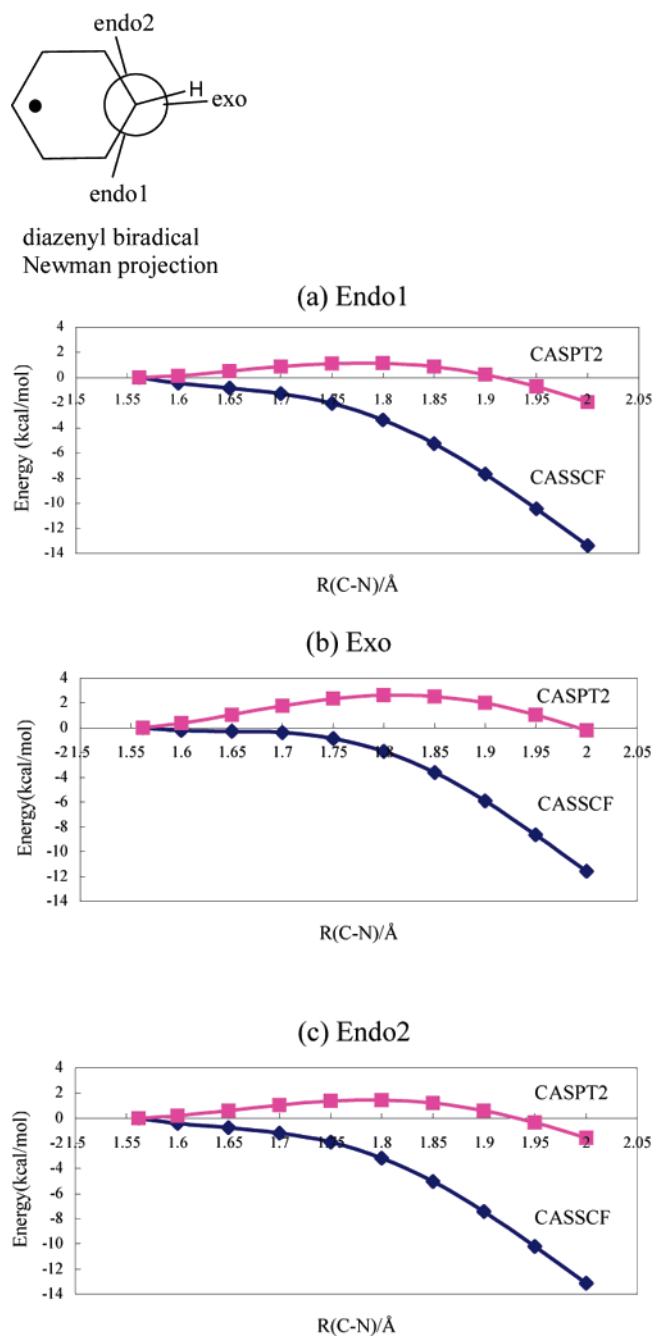 endo2
H
exo
endo1
diazenyl biradical
Newman projection
(a) Endo1
4
2
0
-2
-4
-6
-8
-10
-12
-14
1.5 1.55 1.6 1.65 1.7 1.75 1.8 1.85 1.9 1.95 2 2.05
CASPT2
CASSCF
Energy (kcal/mol)
R(C-N)/Å
(b) Exo
4
2
0
-2
-4
-6
-8
-10
-12
-14
1.5 1.55 1.6 1.65 1.7 1.75 1.8 1.85 1.9 1.95 2 2.05
CASPT2
CASSCF
Energy(kcal/mol)
R(C-N)/Å
(c) Endo2
4
2
0
-2
-4
-6
-8
-10
-12
-14
1.5 1.55 1.6 1.65 1.7 1.75 1.8 1.85 1.9 1.95 2 2.05
CASPT2
CASSCF
Energy(kcal/mol)
R(C-N)/Å